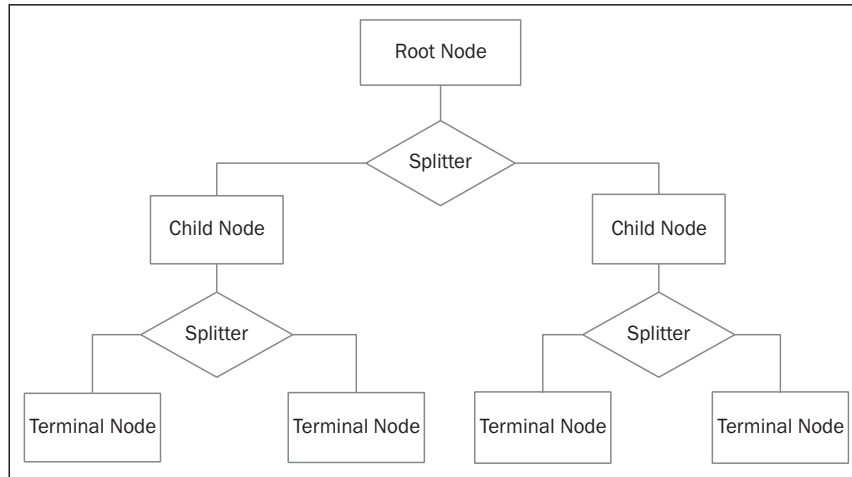 Root Node
Splitter
Child Node
Child Node
Splitter
Splitter
Terminal Node
Terminal Node
Terminal Node
Terminal Node